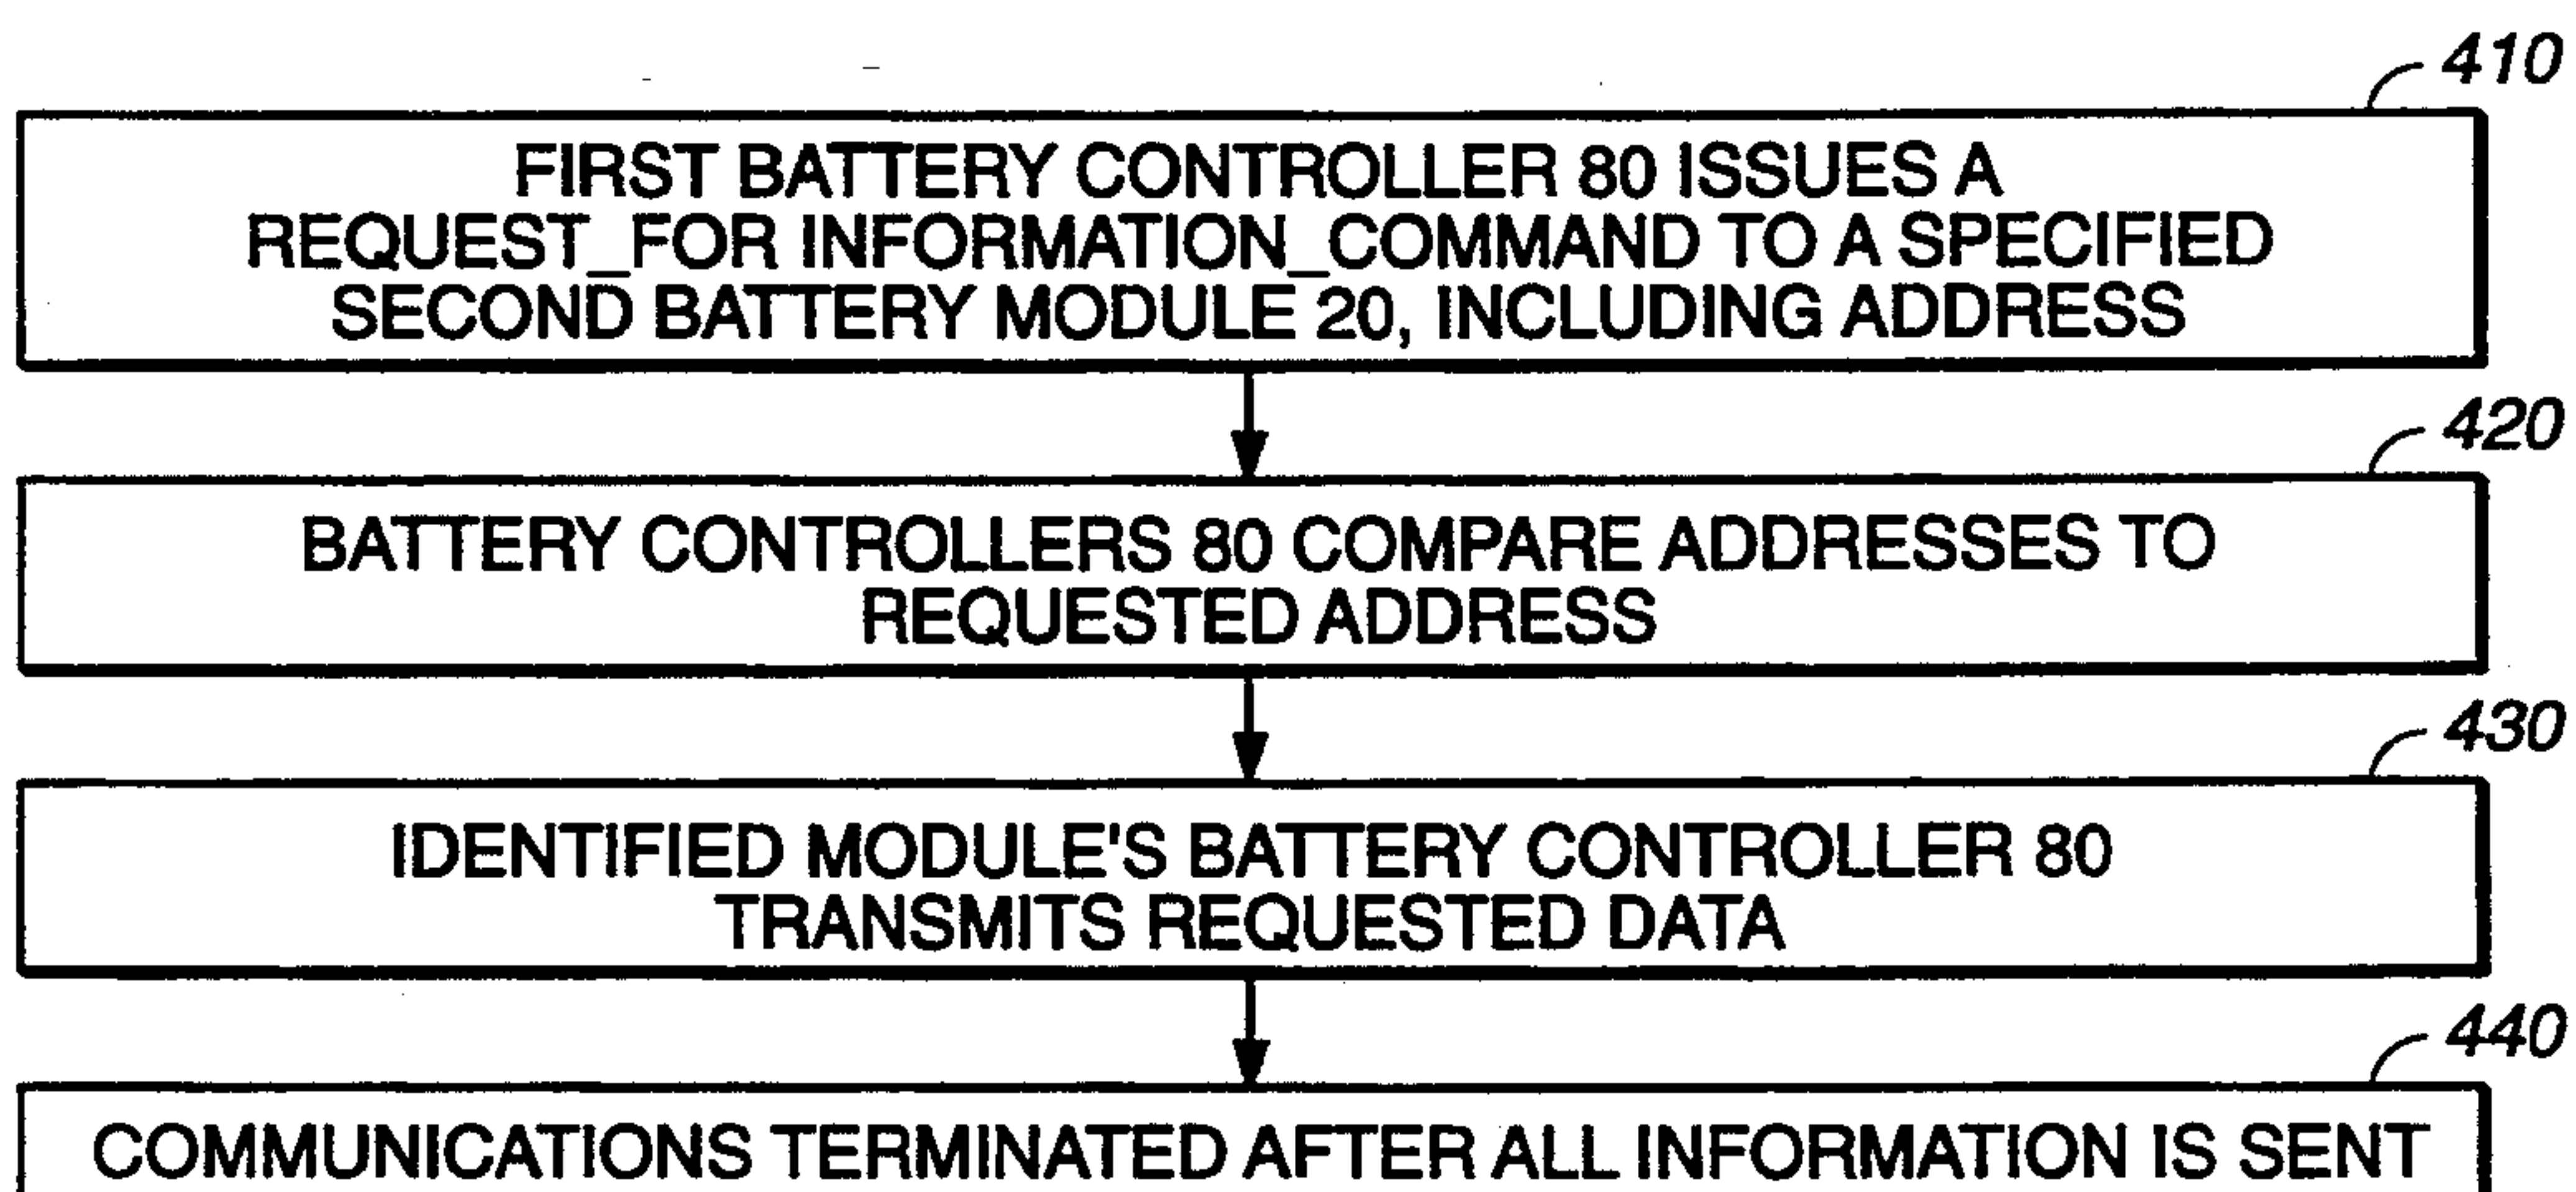 410
FIRST BATTERY CONTROLLER 80 ISSUES A
REQUEST_FOR INFORMATION_COMMAND TO A SPECIFIED
SECOND BATTERY MODULE 20, INCLUDING ADDRESS
420
BATTERY CONTROLLERS 80 COMPARE ADDRESSES TO
REQUESTED ADDRESS
430
IDENTIFIED MODULE'S BATTERY CONTROLLER 80
TRANSMITS REQUESTED DATA
440
COMMUNICATIONS TERMINATED AFTER ALL INFORMATION IS SENT